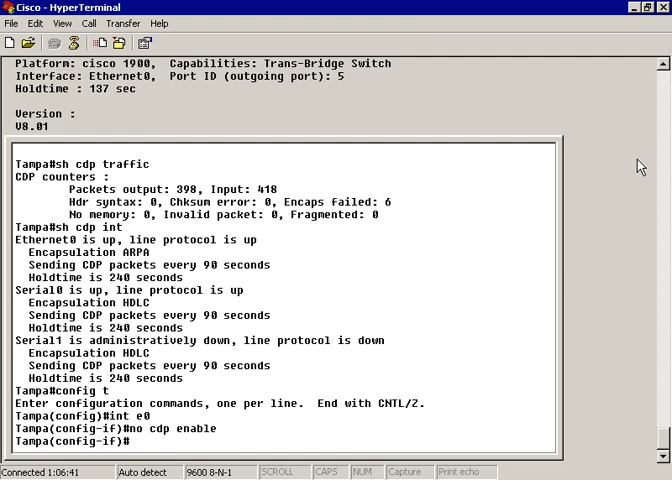 Cisco - HyperTerminal
File Edit View Call Transfer Help
Platform: cisco 1900, Capabilities: Trans-Bridge Switch
Interface: Ethernet0, Port ID (outgoing port): 5
Holdtime : 137 sec
Version :
V8.01
Tampa#sh cdp traffic
CDP counters :
Packets output: 398, Input: 418
Hdr syntax: 0, Chksum error: 0, Encaps failed: 6
No memory: 0, Invalid packet: 0, Fragmented: 0
Tampa#sh cdp int
Ethernet0 is up, line protocol is up
Encapsulation ARPA
Sending CDP packets every 90 seconds
Holdtime is 240 seconds
Serial0 is up, line protocol is up
Encapsulation HDLC
Sending CDP packets every 90 seconds
Holdtime is 240 seconds
Serial1 is administratively down, line protocol is down
Encapsulation HDLC
Sending CDP packets every 90 seconds
Holdtime is 240 seconds
Tampa#config t
Enter configuration commands, one per line. End with CNTL/Z.
Tampa(config)#int e0
Tampa(config-if)#no cdp enable
Tampa(config-if)#
Connected 1:06:41 Auto detect 9600 8-N-1 SCROLL CAPS NUM Capture Print echo